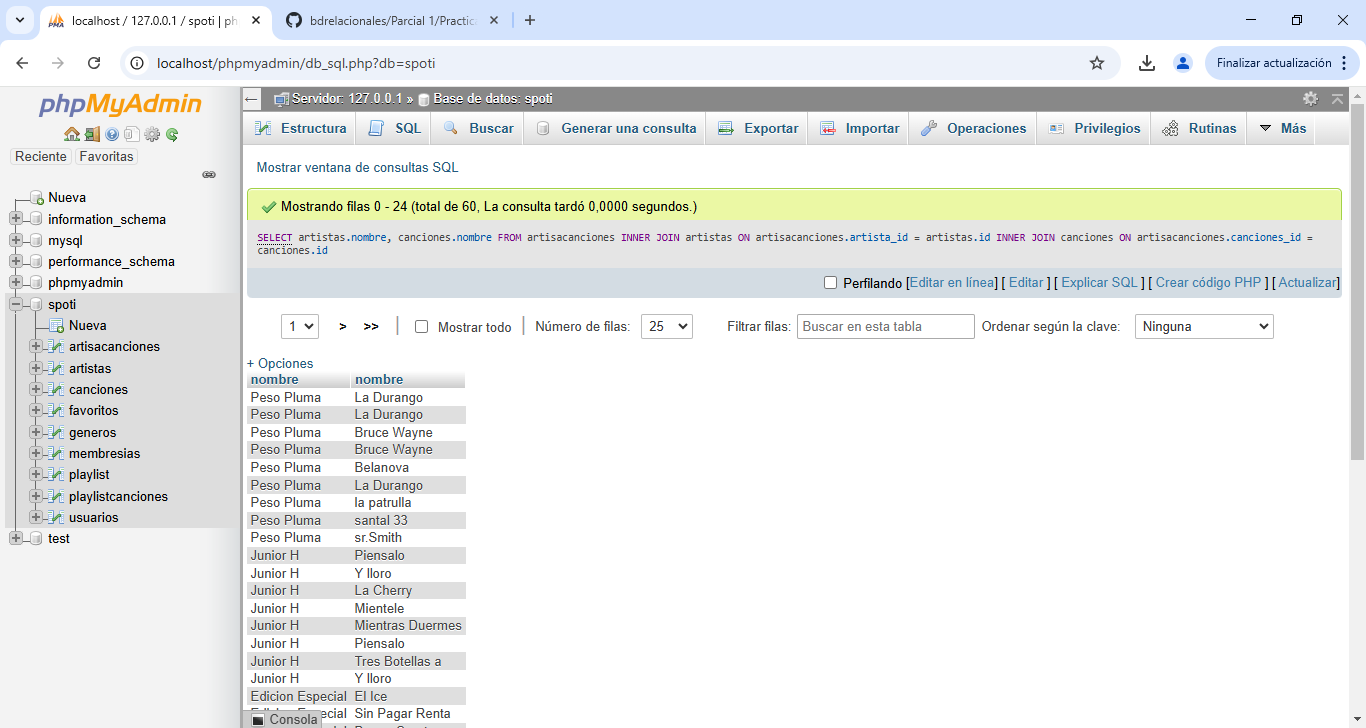 localhost / 127.0.0.1 / spoti | ph
bdrelacionales/Parcial 1/Practica
localhost/phpmyadmin/db_sql.php?db=spoti
Finalizar actualización
phpMyAdmin
Reciente
Favoritas
Nueva
information_schema
mysql
performance_schema
phpmyadmin
spoti
Nueva
artisacanciones
artistas
canciones
favoritos
generos
membresias
playlist
playlistcanciones
usuarios
test
Servidor: 127.0.0.1 » Base de datos: spoti
Estructura SQL Buscar Generar una consulta Exportar Importar Operaciones Privilegios Rutinas Más
Mostrar ventana de consultas SQL
Mostrando filas 0 - 24 (total de 60, La consulta tardó 0,0000 segundos.)
SELECT artistas.nombre, canciones.nombre FROM artisacanciones INNER JOIN artistas ON artisacanciones.artista_id = artistas.id INNER JOIN canciones ON artisacanciones.canciones_id =
canciones.id
Perfilando [Editar en línea] [ Editar ] [ Explicar SQL ] [ Crear código PHP ] [ Actualizar]
1 > >> Mostrar todo Número de filas: 25 Filtrar filas: Buscar en esta tabla Ordenar según la clave: Ninguna
+ Opciones
nombre nombre
Peso Pluma La Durango
Peso Pluma La Durango
Peso Pluma Bruce Wayne
Peso Pluma Bruce Wayne
Peso Pluma Belanova
Peso Pluma La Durango
Peso Pluma la patrulla
Peso Pluma santal 33
Peso Pluma sr.Smith
Junior H Piensalo
Junior H Y lloro
Junior H La Cherry
Junior H Mientele
Junior H Mientras Duermes
Junior H Piensalo
Junior H Tres Botellas a
Junior H Y lloro
Edicion Especial El Ice
Sin Pagar Renta
Consola